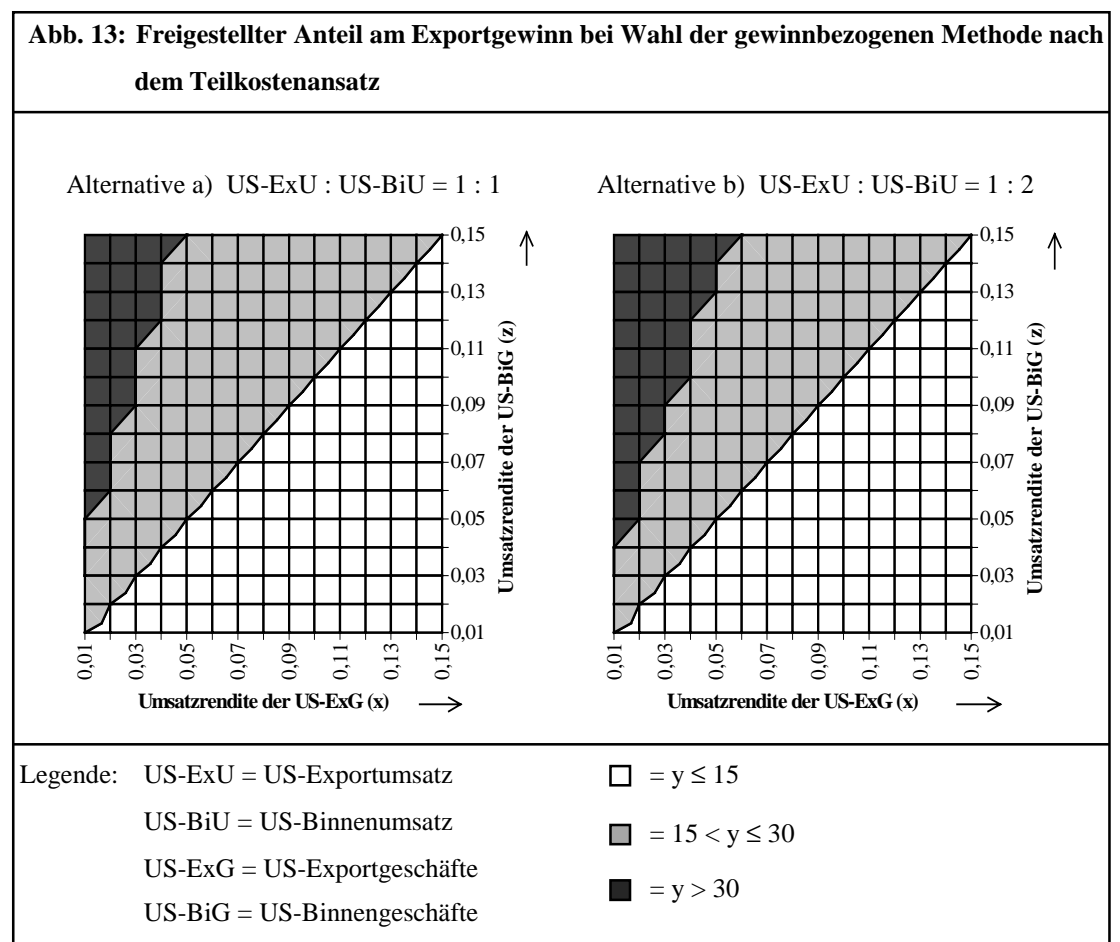 Abb. 13: Freigestellter Anteil am Exportgewinn bei Wahl der gewinnbezogenen Methode nach
dem Teilkostenansatz
Alternative a) US-ExU : US-BiU = 1 : 1
0,15
0,13
0,11
0,09
0,07
0,05
0,03
0,01
Umsatzrendite der US-BiG (z)
0,01 0,03 0,05 0,07 0,09 0,11 0,13 0,15
Umsatzrendite der US-ExG (x)
Alternative b) US-ExU : US-BiU = 1 : 2
0,15
0,13
0,11
0,09
0,07
0,05
0,03
0,01
Umsatzrendite der US-BiG (z)
0,01 0,03 0,05 0,07 0,09 0,11 0,13 0,15
Umsatzrendite der US-ExG (x)
Legende: US-ExU = US-Exportumsatz
US-BiU = US-Binnenumsatz
US-ExG = US-Exportgeschäfte
US-BiG = US-Binnengeschäfte
= y ≤ 15
= 15 < y ≤ 30
= y > 30